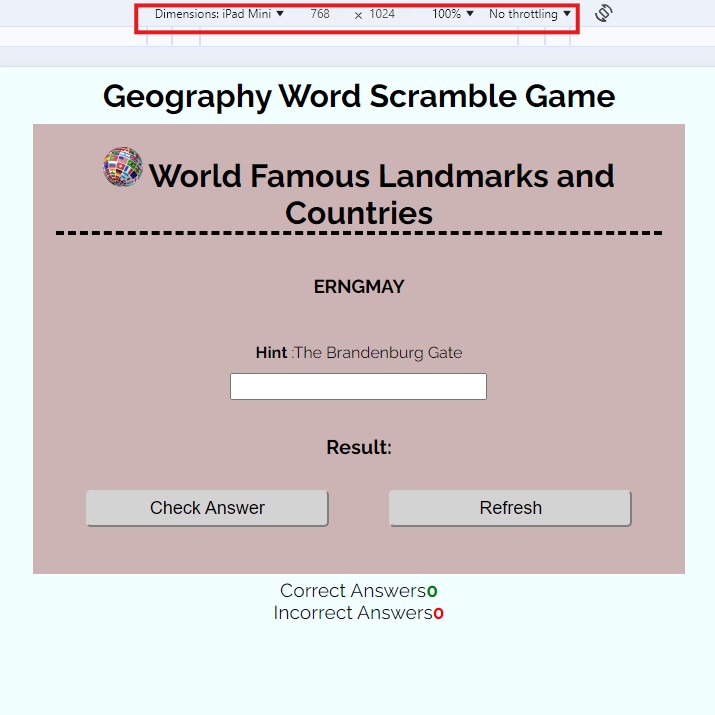 Dimensions: iPad Mini ▼ 768 × 1024 100% ▼ No throttling ▼
Geography Word Scramble Game
World Famous Landmarks and
Countries
ERNGMAY
Hint :The Brandenburg Gate
Result:
Check Answer Refresh
Correct Answers0
Incorrect Answers0